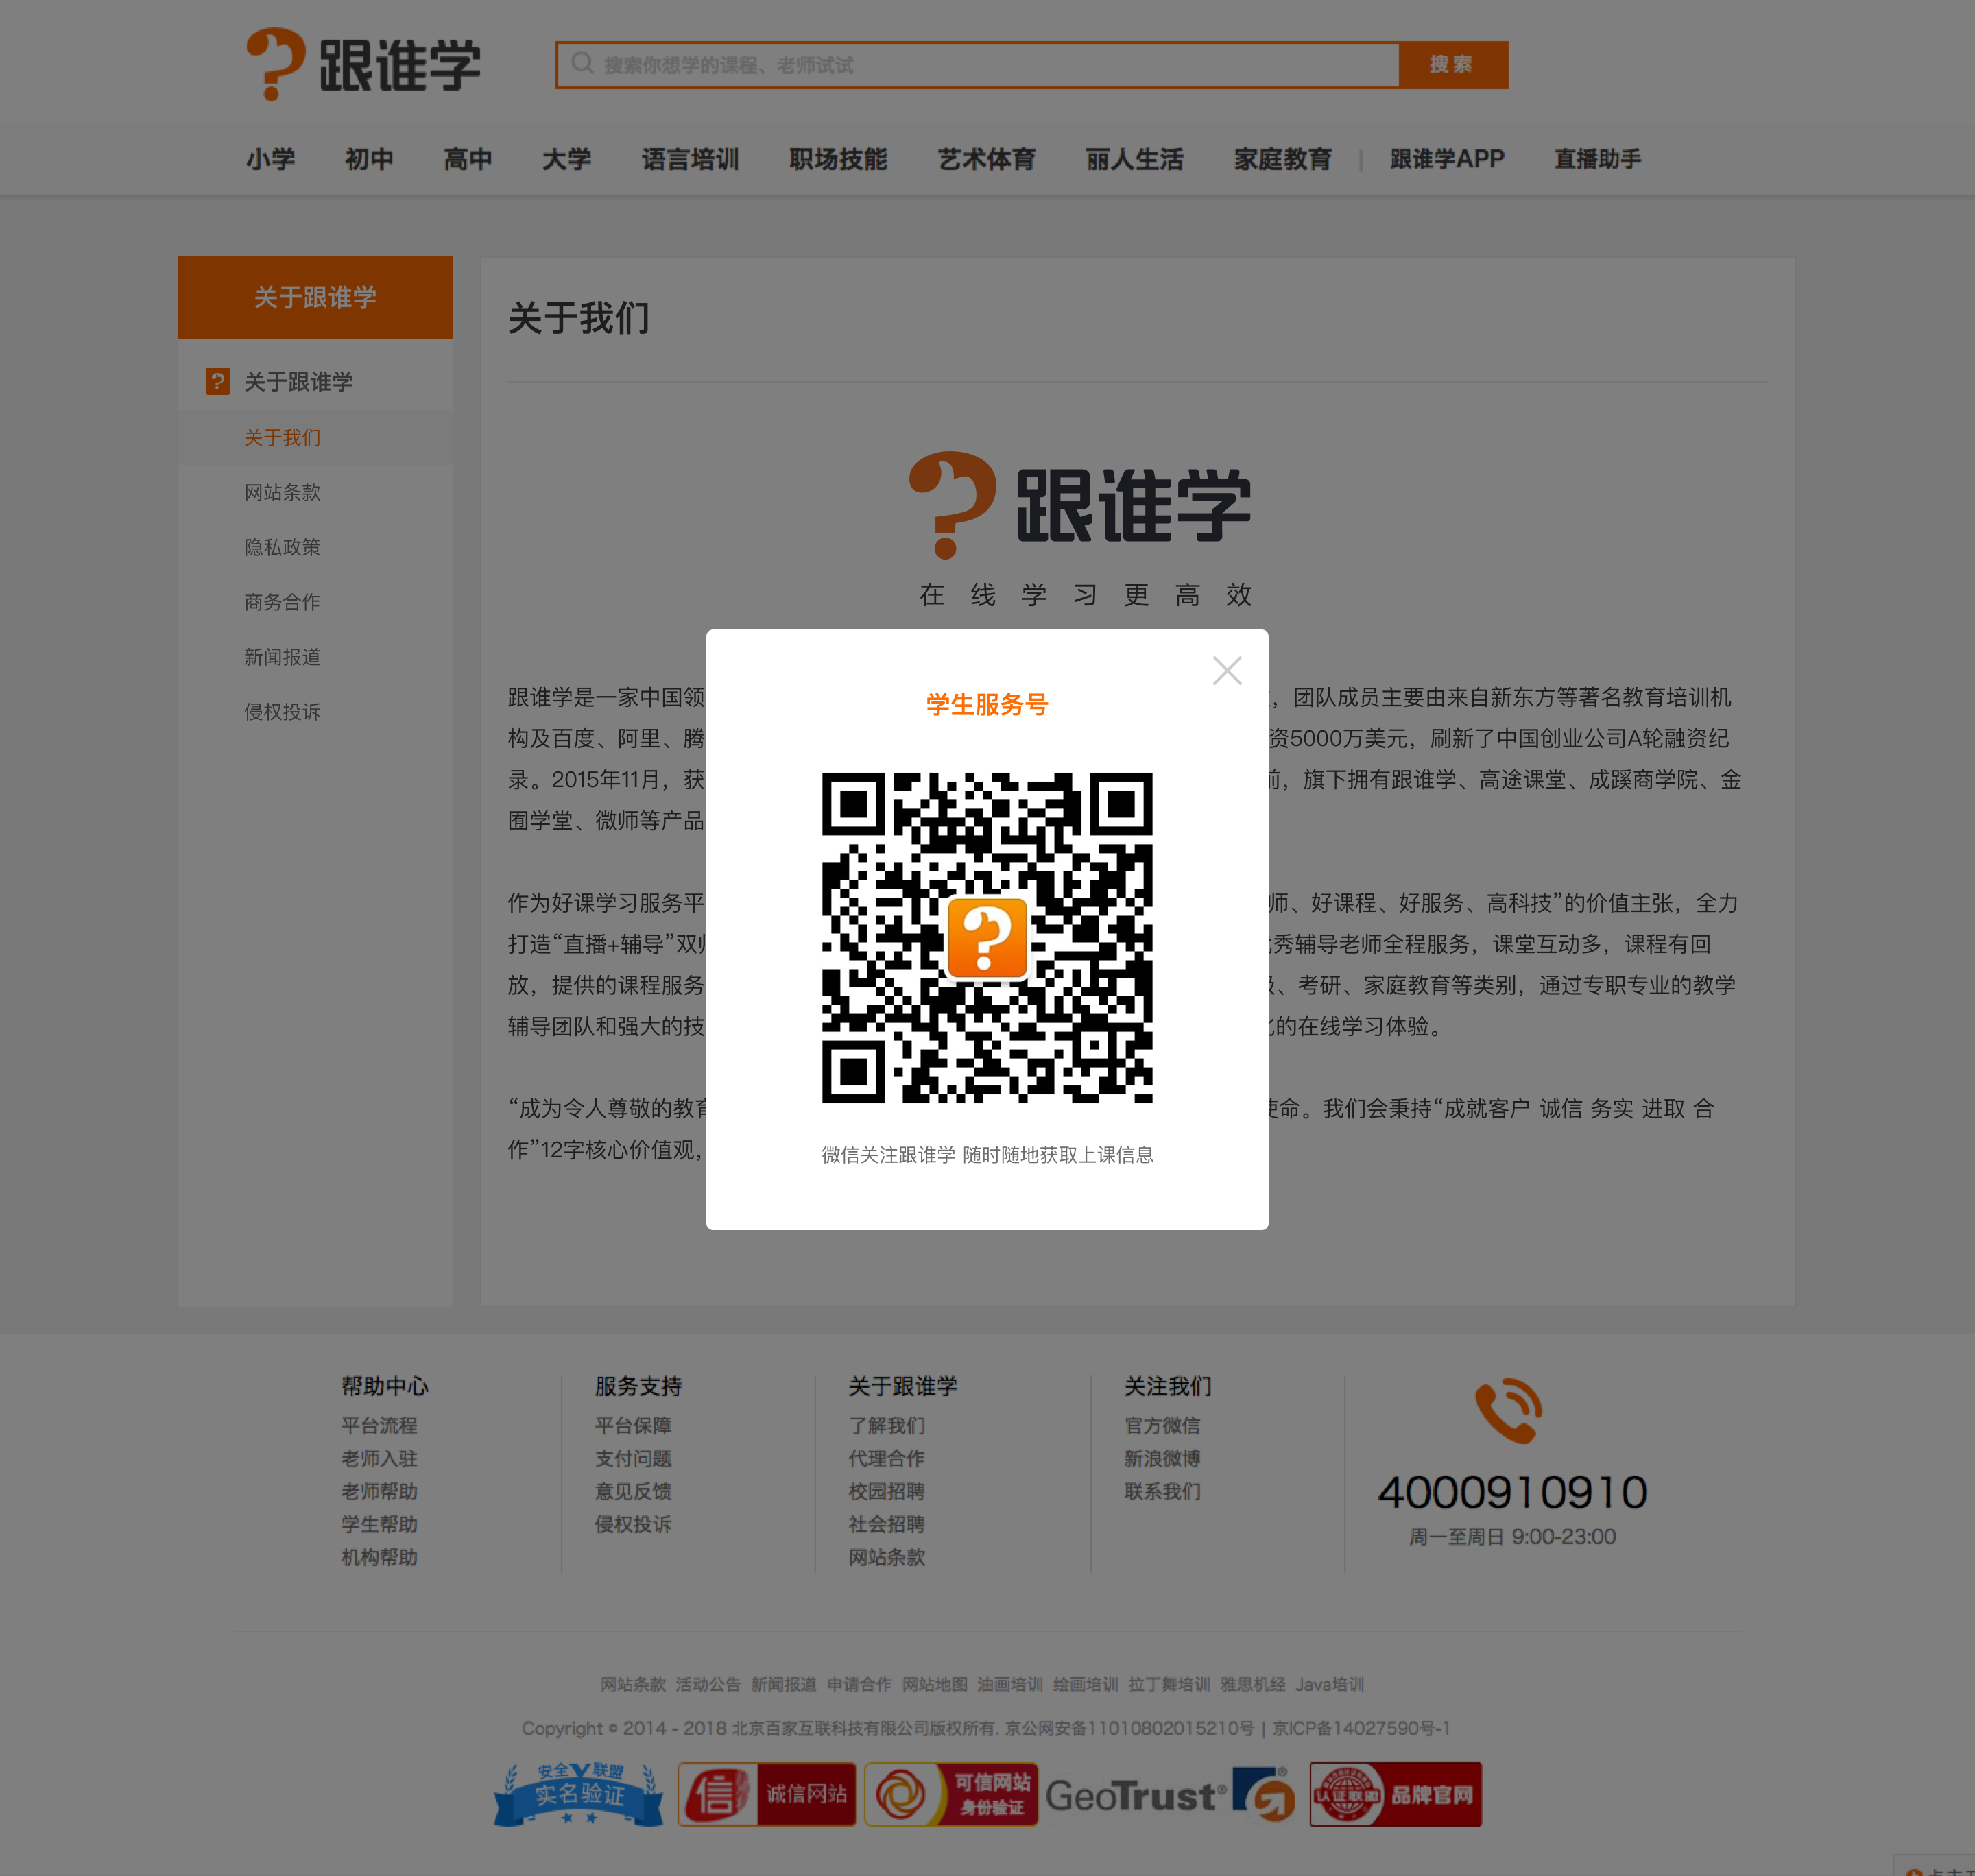 跟谁学
搜索你想学的课程、老师试试
搜 索
小学 初中 高中 大学 语言培训 职场技能 艺术体育 丽人生活 家庭教育 | 跟谁学APP 直播助手
关于跟谁学
关于跟谁学
关于我们
网站条款
隐私政策
商务合作
新闻报道
侵权投诉
关于我们
跟谁学
在线学习更高效
跟谁学是一家中国领
，团队成员主要由来自新东方等著名教育培训机
构及百度、阿里、腾
资5000万美元，刷新了中国创业公司A轮融资纪
录。2015年11月，获
前，旗下拥有跟谁学、高途课堂、成蹊商学院、金
囿学堂、微师等产品
作为好课学习服务平
师、好课程、好服务、高科技”的价值主张，全力
打造“直播+辅导”双
秀辅导老师全程服务，课堂互动多，课程有回
放，提供的课程服务
、考研、家庭教育等类别，通过专职专业的教学
辅导团队和强大的技
的在线学习体验。
“成为令人尊敬的教育
使命。我们会秉持“成就客户 诚信 务实 进取 合
作”12字核心价值观，
学生服务号
微信关注跟谁学 随时随地获取上课信息
帮助中心
平台流程
老师入驻
老师帮助
学生帮助
机构帮助
服务支持
平台保障
支付问题
意见反馈
侵权投诉
关于跟谁学
了解我们
代理合作
校园招聘
社会招聘
网站条款
关注我们
官方微信
新浪微博
联系我们
4000910910
周一至周日 9:00-23:00
网站条款 活动公告 新闻报道 申请合作 网站地图 油画培训 绘画培训 拉丁舞培训 雅思机经 Java培训
Copyright © 2014 - 2018 北京百家互联科技有限公司版权所有. 京公网安备11010802015210号 | 京ICP备14027590号-1
安全联盟
实名验证
信 诚信网站
可信网站
身份验证
GeoTrust®
认证联盟 品牌官网